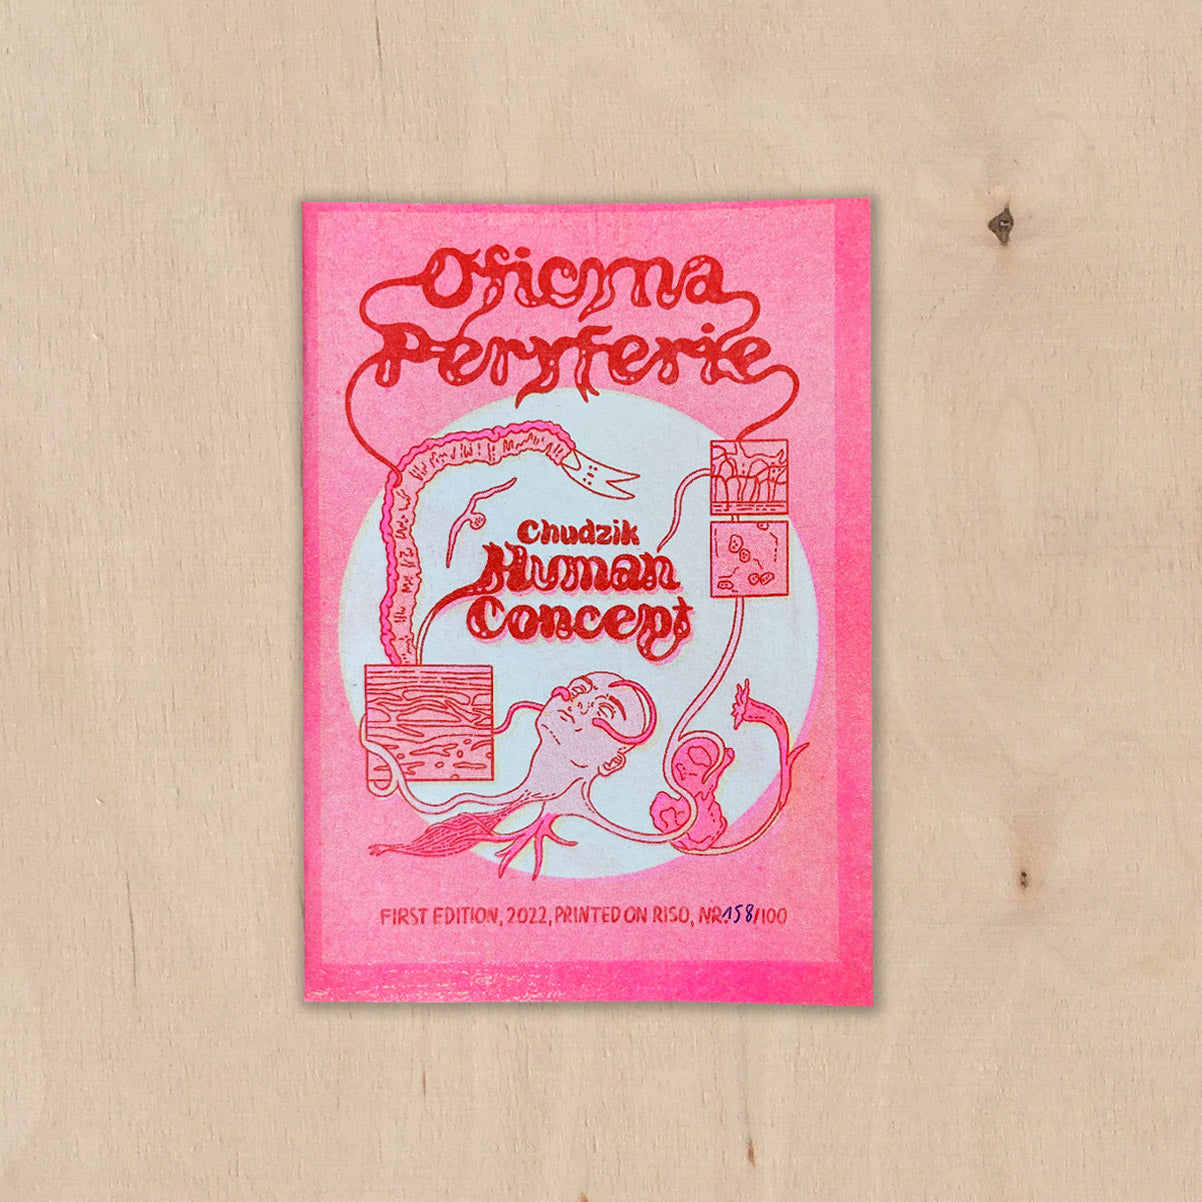 Oficyna
Peryferie
Chudzik
Human
Concept
FIRST EDITION, 2022, PRINTED ON RISO, NR.158/100